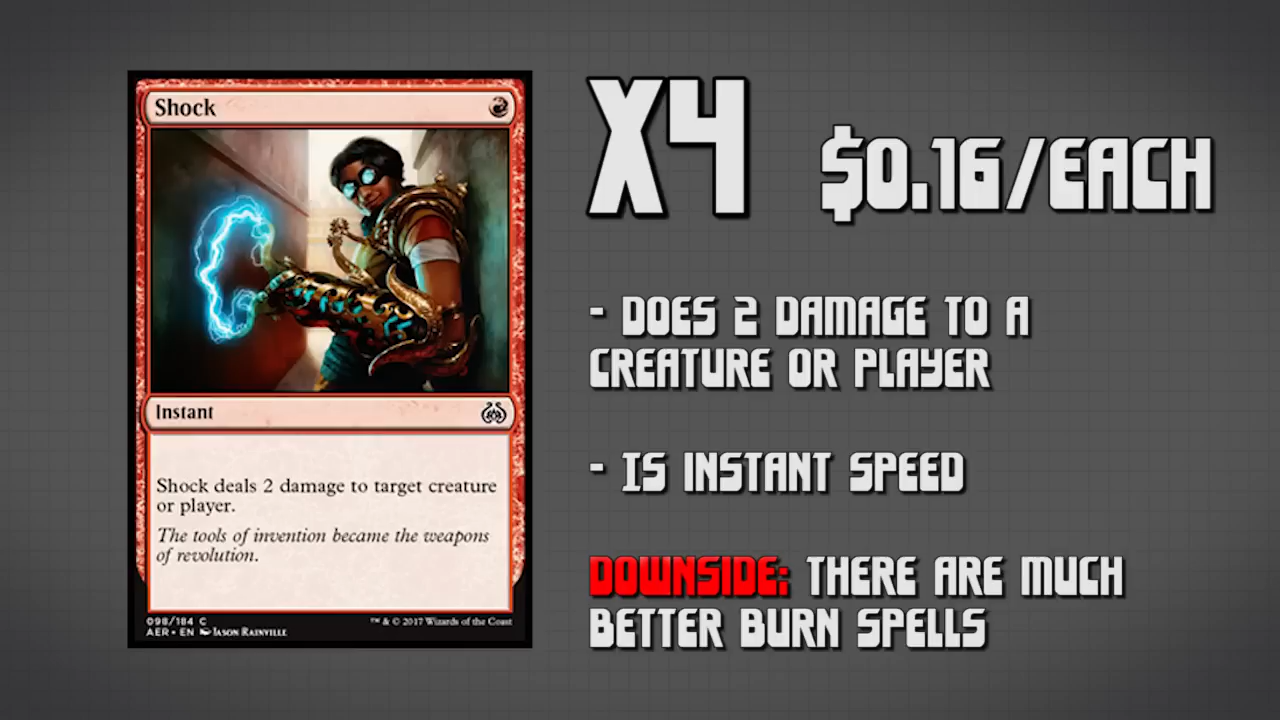 Shock
Instant
Shock deals 2 damage to target creature
or player.
The tools of invention became the weapons
of revolution.
098/184 C
AER • EN Jason Rainville
™ & © 2017 Wizards of the Coast
X4 $0.16/EACH
- DOES 2 DAMAGE TO A
CREATURE OR PLAYER
- IS INSTANT SPEED
DOWNSIDE: THERE ARE MUCH
BETTER BURN SPELLS